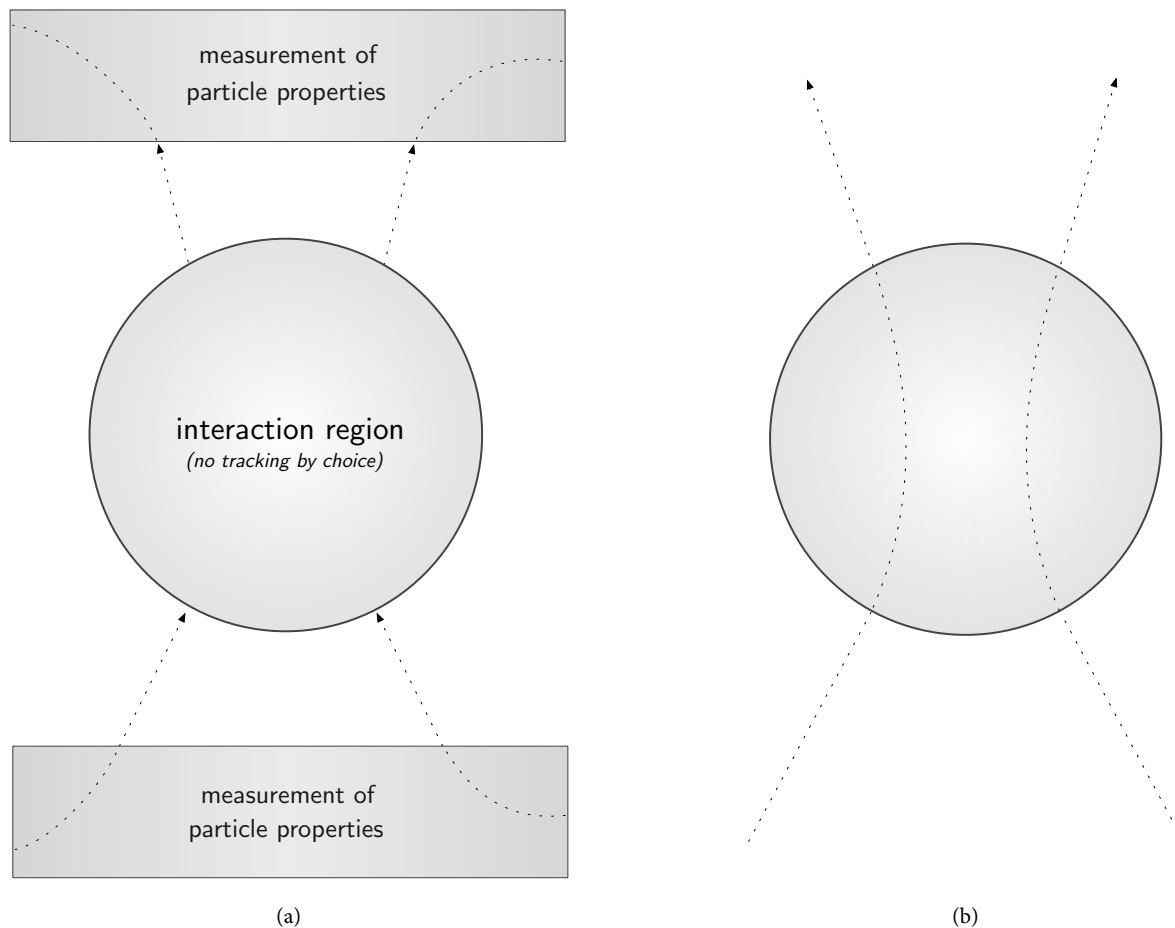 measurement of
particle properties
interaction region
(no tracking by choice)
measurement of
particle properties
(a)
(b)